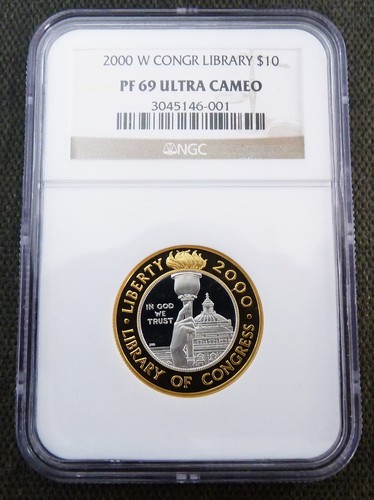 2000 W CONGR LIBRARY $10
PF 69 ULTRA CAMEO
3045146-001
NGC
LIBERTY 2000
IN GOD
WE
TRUST
LIBRARY OF CONGRESS